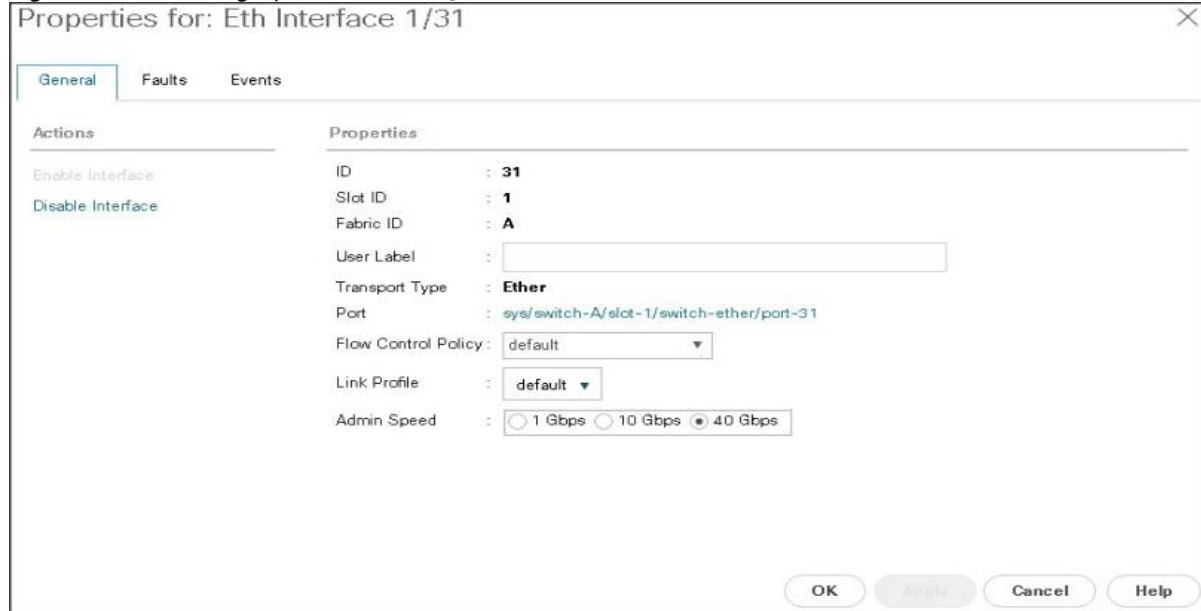 Properties for: Eth Interface 1/31
General Faults Events
Actions
Enable Interface
Disable Interface
Properties
ID : 31
Slot ID : 1
Fabric ID : A
User Label :
Transport Type : Ether
Port : sys/switch-A/slot-1/switch-ether/port-31
Flow Control Policy : default
Link Profile : default
Admin Speed : 1 Gbps 10 Gbps 40 Gbps
OK Apply Cancel Help